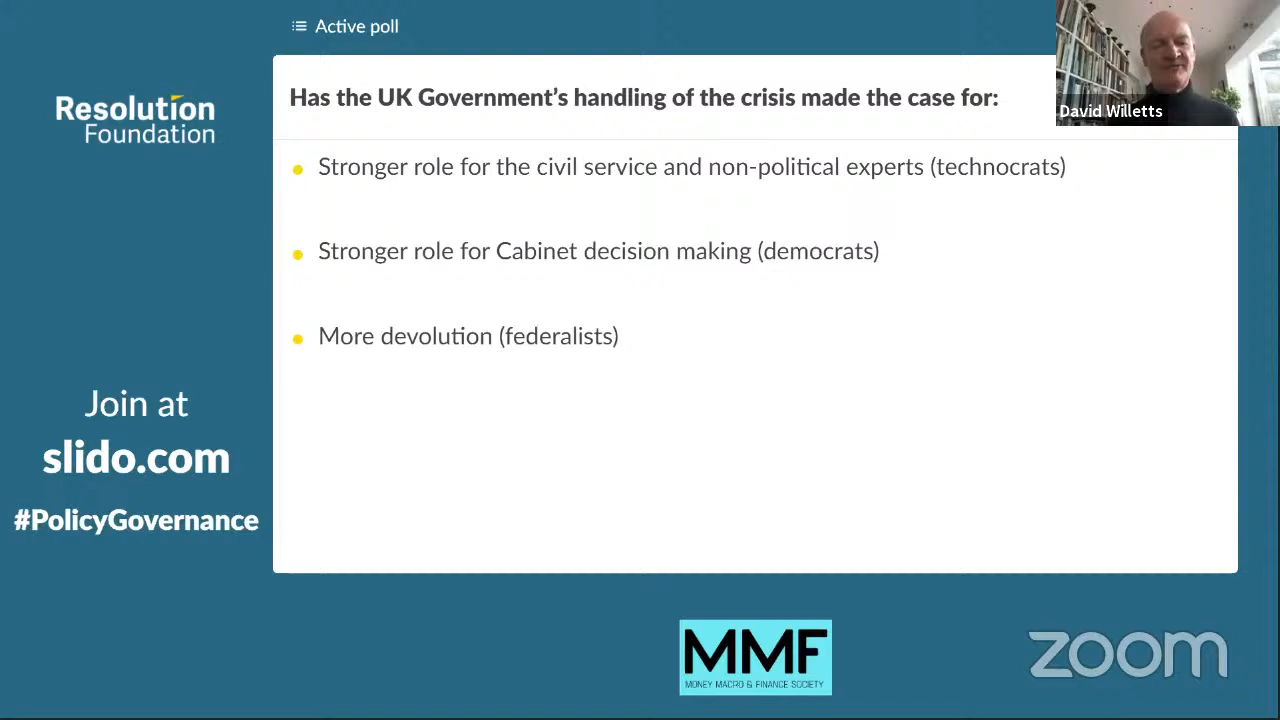 Active poll
Resolution
Foundation
Has the UK Government's handling of the crisis made the case for:
David Willetts
Stronger role for the civil service and non-political experts (technocrats)
Stronger role for Cabinet decision making (democrats)
More devolution (federalists)
Join at
slido.com
#PolicyGovernance
MMF
MONEY MACRO & FINANCE SOCIETY
zoom